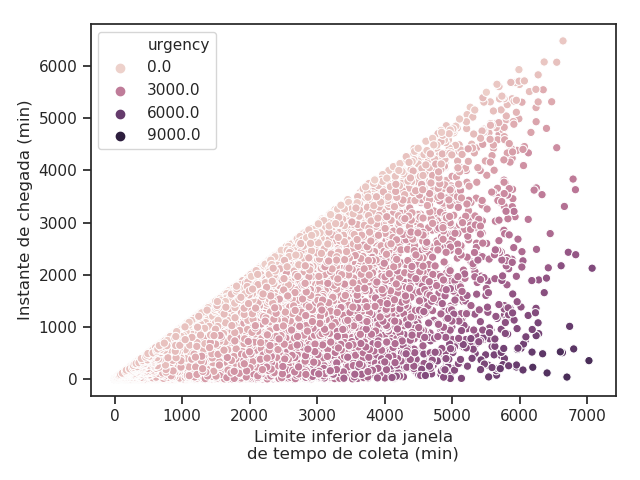 urgency
0.0
3000.0
6000.0
9000.0
6000
5000
4000
3000
2000
1000
0
Instante de chegada (min)
0 1000 2000 3000 4000 5000 6000 7000
Limite inferior da janela
de tempo de coleta (min)